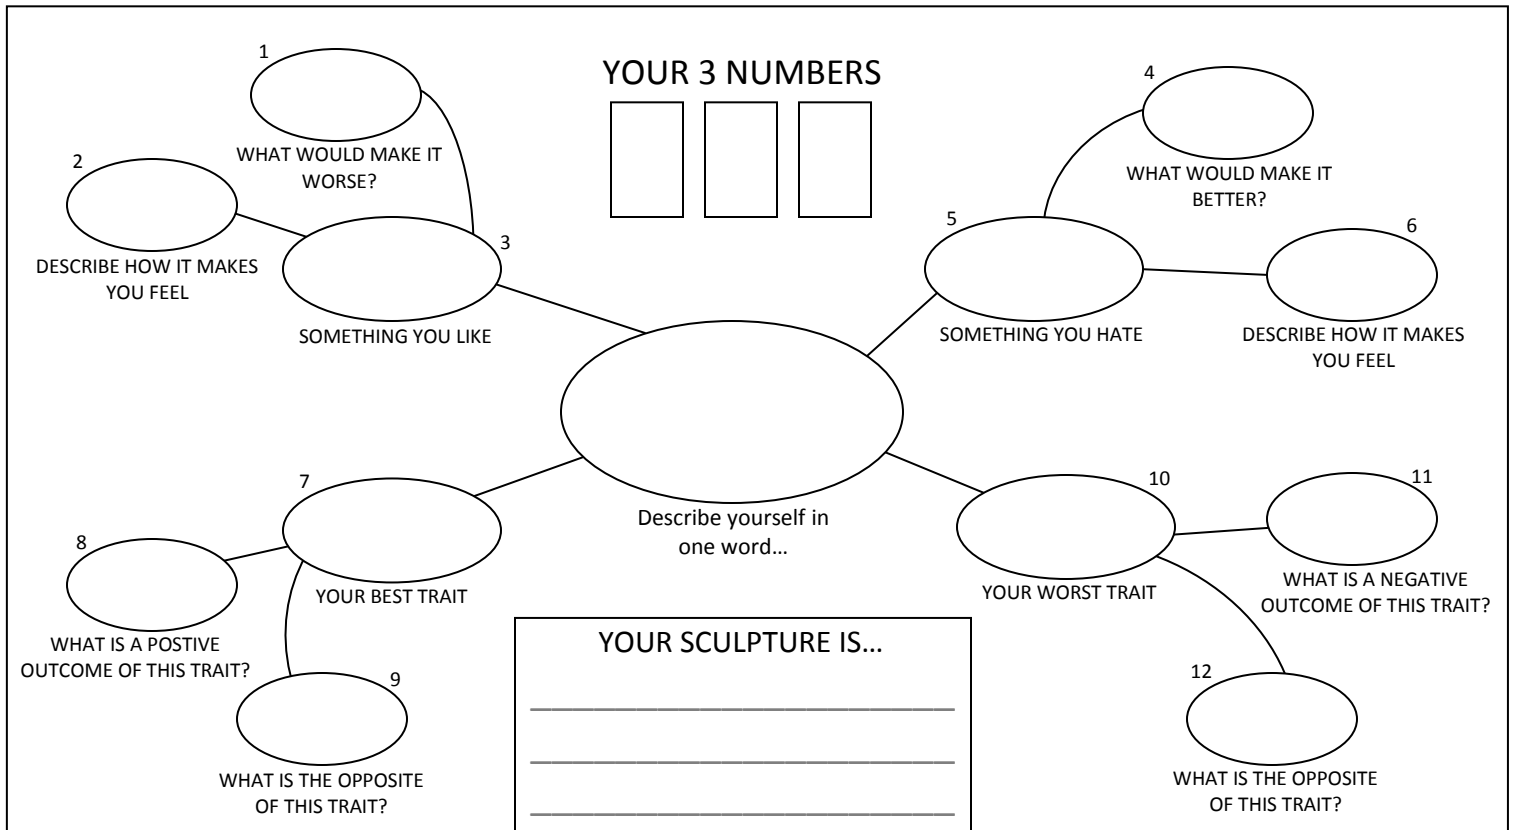 1
WHAT WOULD MAKE IT
WORSE?
2
DESCRIBE HOW IT MAKES
YOU FEEL
3
SOMETHING YOU LIKE
YOUR 3 NUMBERS
4
WHAT WOULD MAKE IT
BETTER?
5
SOMETHING YOU HATE
6
DESCRIBE HOW IT MAKES
YOU FEEL
Describe yourself in
one word...
7
YOUR BEST TRAIT
8
WHAT IS A POSTIVE
OUTCOME OF THIS TRAIT?
9
WHAT IS THE OPPOSITE
OF THIS TRAIT?
10
YOUR WORST TRAIT
11
WHAT IS A NEGATIVE
OUTCOME OF THIS TRAIT?
12
WHAT IS THE OPPOSITE
OF THIS TRAIT?
YOUR SCULPTURE IS...